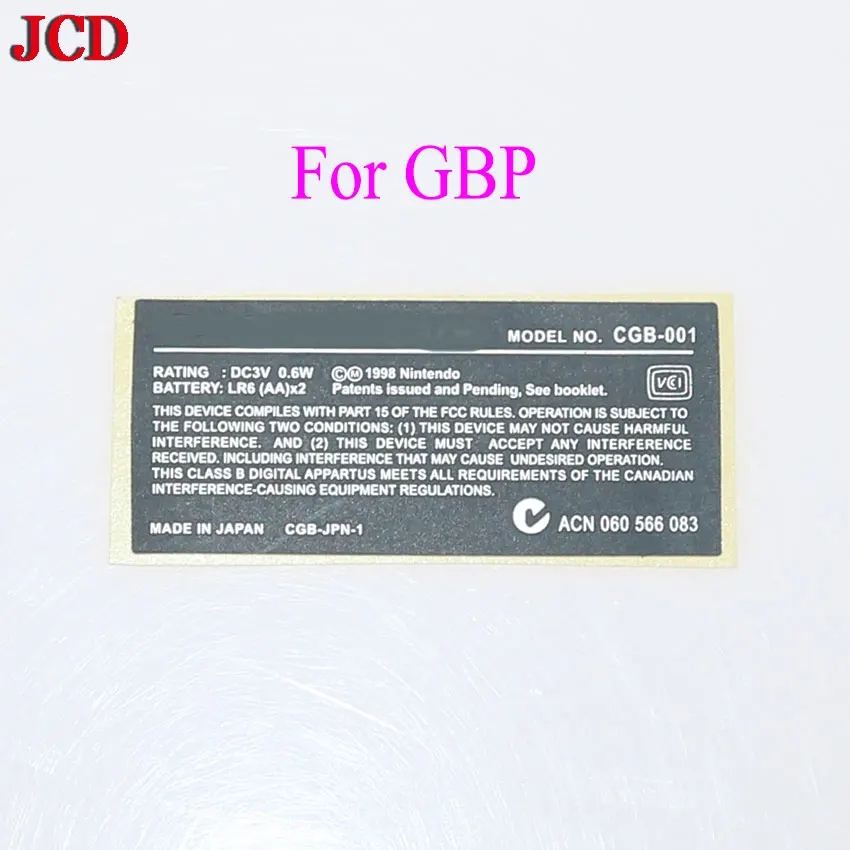 JCD
For GBP
MODEL NO. CGB-001
RATING : DC3V 0.6W ©Ⓜ 1998 Nintendo
BATTERY: LR6 (AA)x2 Patents issued and Pending, See booklet.
VCI
THIS DEVICE COMPILES WITH PART 15 OF THE FCC RULES. OPERATION IS SUBJECT TO
THE FOLLOWING TWO CONDITIONS: (1) THIS DEVICE MAY NOT CAUSE HARMFUL
INTERFERENCE. AND (2) THIS DEVICE MUST ACCEPT ANY INTERFERENCE
RECEIVED. INCLUDING INTERFERENCE THAT MAY CAUSE UNDESIRED OPERATION.
THIS CLASS B DIGITAL APPARTUS MEETS ALL REQUIREMENTS OF THE CANADIAN
INTERFERENCE-CAUSING EQUIPMENT REGULATIONS.
MADE IN JAPAN CGB-JPN-1 ACN 060 566 083